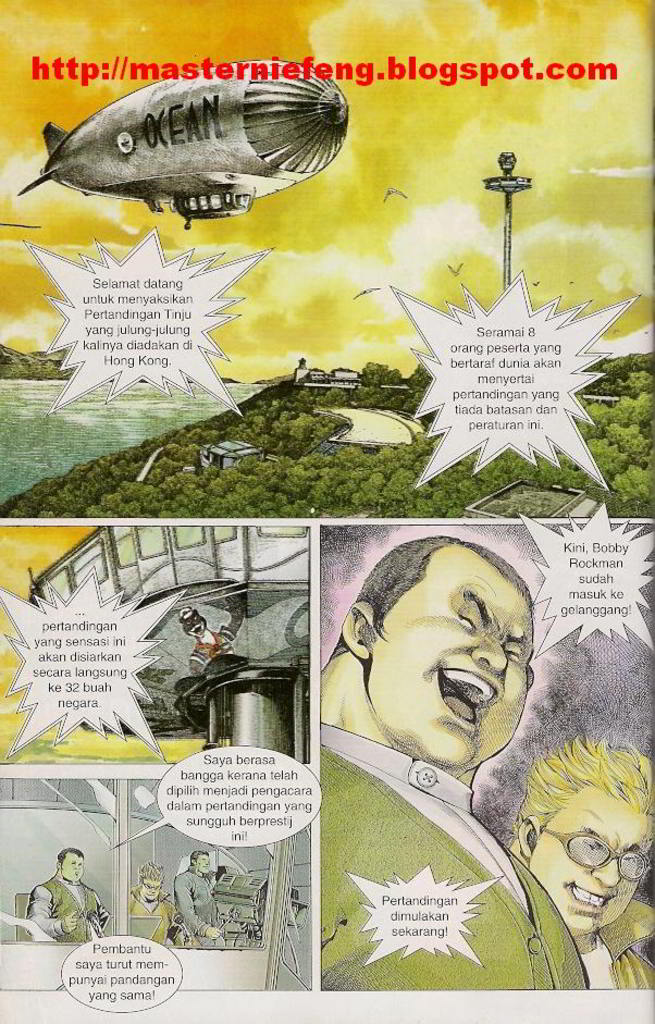 http://masterniefeng.blogspot.com
OCEAN
Selamat datang
untuk menyaksikan
Pertandingan Tinju
yang julung-julung
kalinya diadakan di
Hong Kong.
Seramai 8
orang peserta yang
bertaraf dunia akan
menyertai
pertandingan yang
tiada batasan dan
peraturan ini.
...
pertandingan
yang sensasi ini
akan disiarkan
secara langsung
ke 32 buah
negara.
Kini, Bobby
Rockman
sudah
masuk ke
gelanggang!
Saya berasa
bangga kerana telah
dipilih menjadi pengacara
dalam pertandingan yang
sungguh berprestij
ini!
Pembantu
saya turut mem-
punyai pandangan
yang sama!
Pertandingan
dimulakan
sekarang!